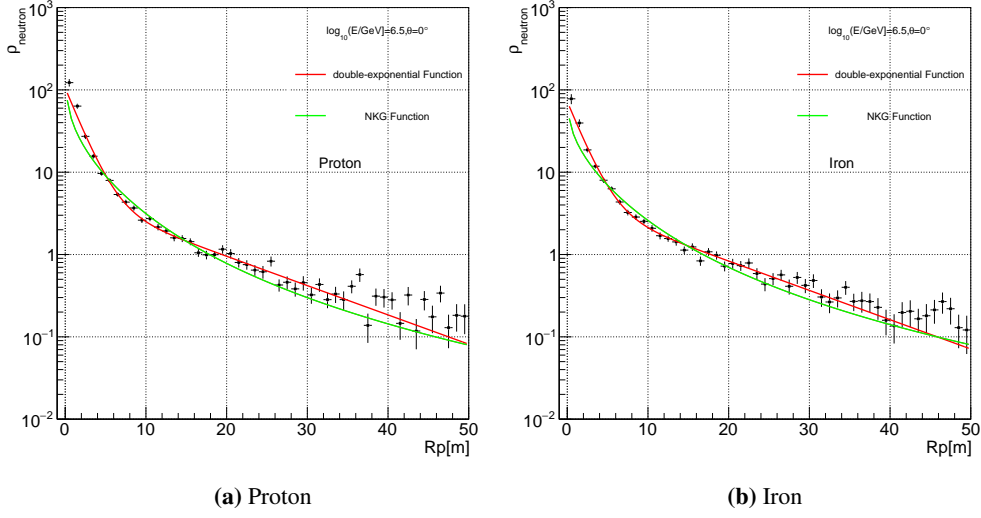 ρneutron
10³
10²
10
1
10⁻¹
10⁻²
log₁₀(E/GeV]=6.5,θ=0°
double-exponential Function
NKG Function
Proton
0 10 20 30 40 50
Rp[m]
(a) Proton
ρneutron
10³
10²
10
1
10⁻¹
10⁻²
log₁₀(E/GeV]=6.5,θ=0°
double-exponential Function
NKG Function
Iron
0 10 20 30 40 50
Rp[m]
(b) Iron